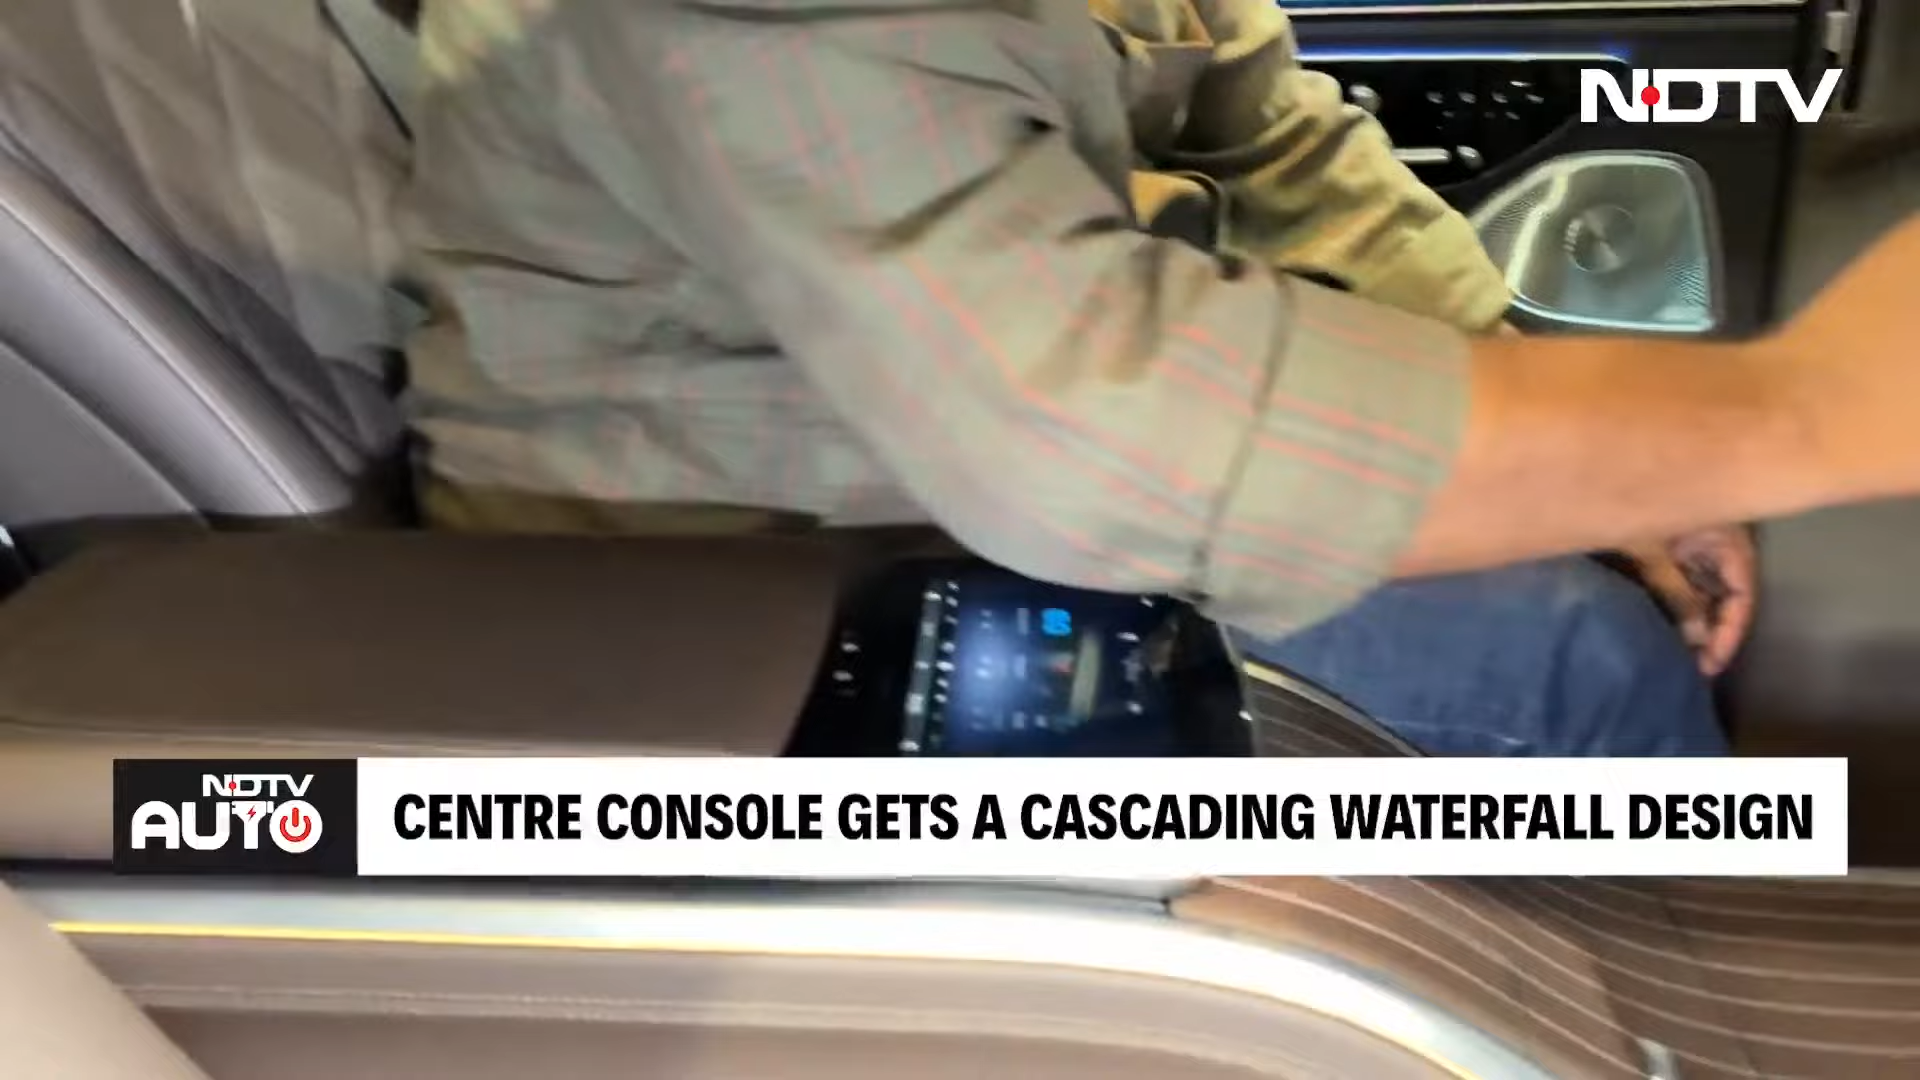 NDTV
NDTV
AUTO
CENTRE CONSOLE GETS A CASCADING WATERFALL DESIGN